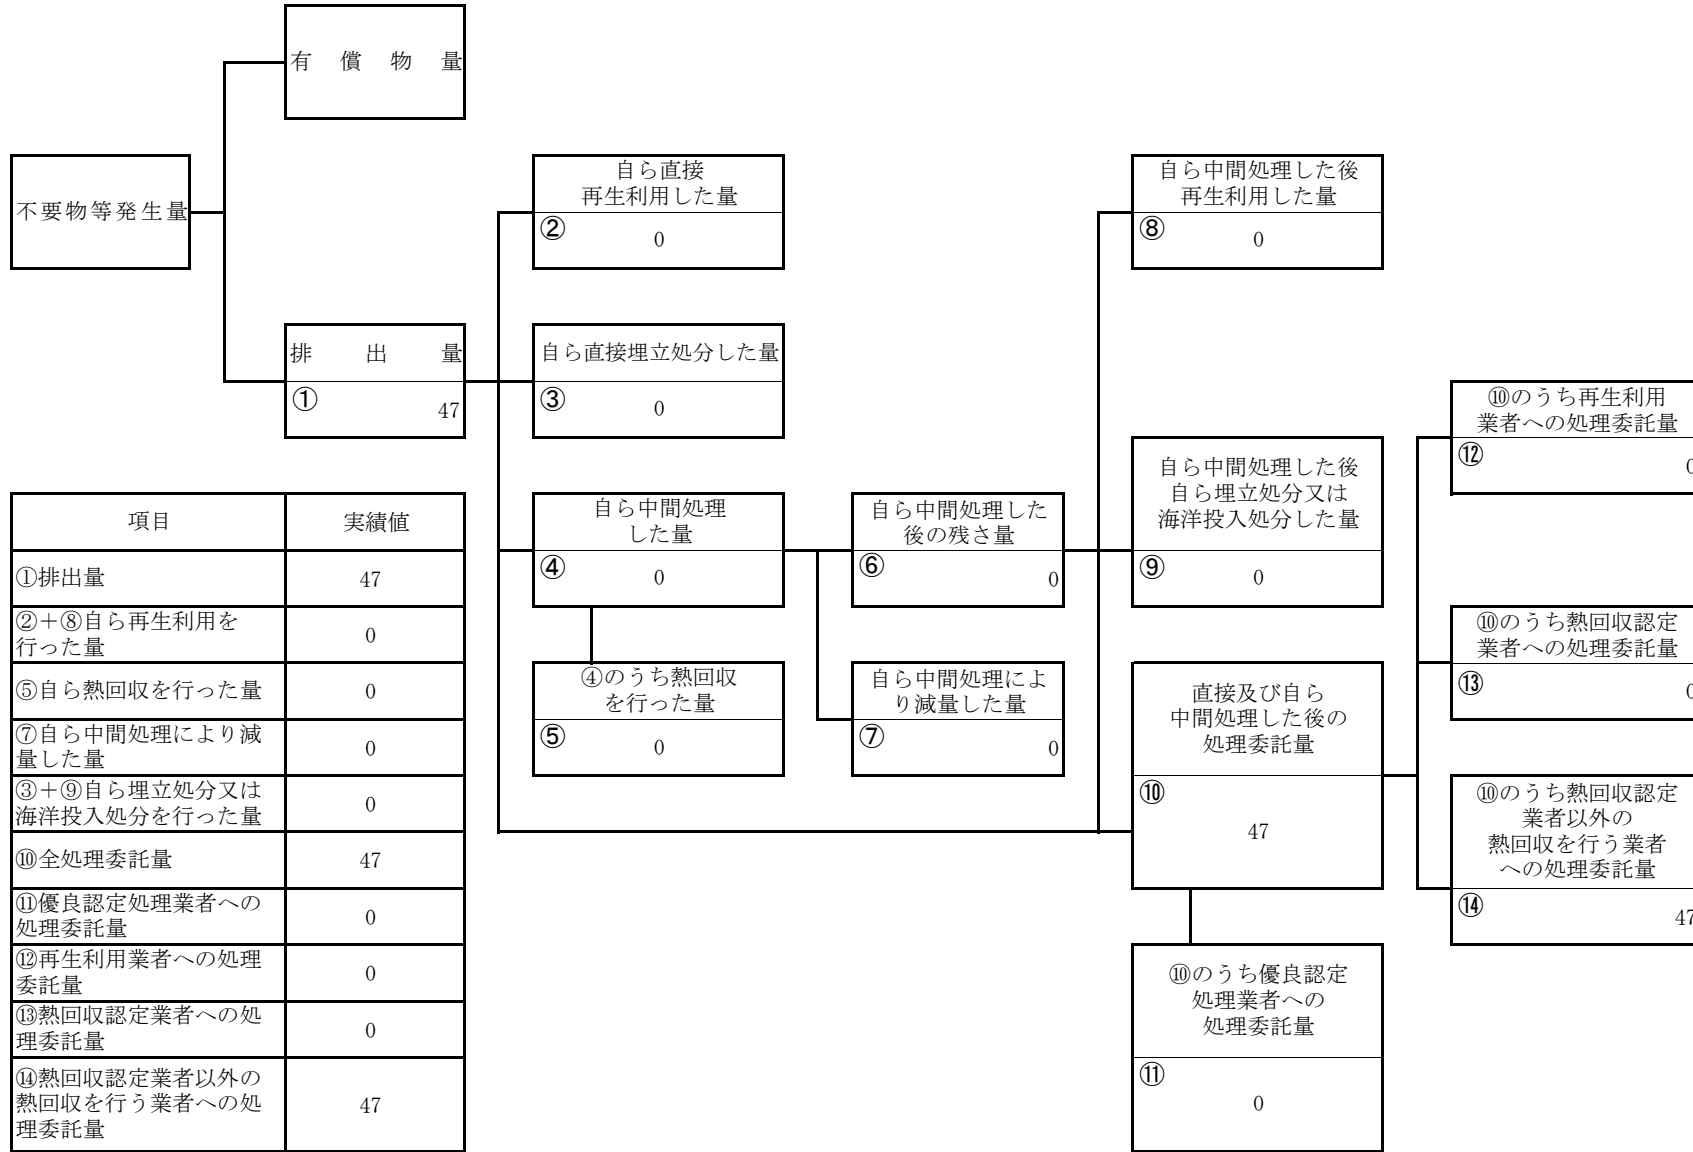 有償物量
不要物等発生量
排出量
① 47
自ら直接
再生利用した量
② 0
自ら直接埋立処分した量
③ 0
自ら中間処理
した量
④ 0
④のうち熱回収
を行った量
⑤ 0
自ら中間処理した
後の残さ量
⑥ 0
自ら中間処理によ
り減量した量
⑦ 0
自ら中間処理した後
再生利用した量
⑧ 0
自ら中間処理した後
自ら埋立処分又は
海洋投入処分した量
⑨ 0
直接及び自ら
中間処理した後の
処理委託量
⑩
47
⑩のうち優良認定
処理業者への
処理委託量
⑪
0
⑩のうち再生利用
業者への処理委託量
⑫ 0
⑩のうち熱回収認定
業者への処理委託量
⑬ 0
⑩のうち熱回収認定
業者以外の
熱回収を行う業者
への処理委託量
⑭ 47
項目 実績値
①排出量 47
②＋⑧自ら再生利用を
行った量 0
⑤自ら熱回収を行った量 0
⑦自ら中間処理により減
量した量 0
③＋⑨自ら埋立処分又は
海洋投入処分を行った量 0
⑩全処理委託量 47
⑪優良認定処理業者への
処理委託量 0
⑫再生利用業者への処理
委託量 0
⑬熱回収認定業者への処
理委託量 0
⑭熱回収認定業者以外の
熱回収を行う業者への処
理委託量 47